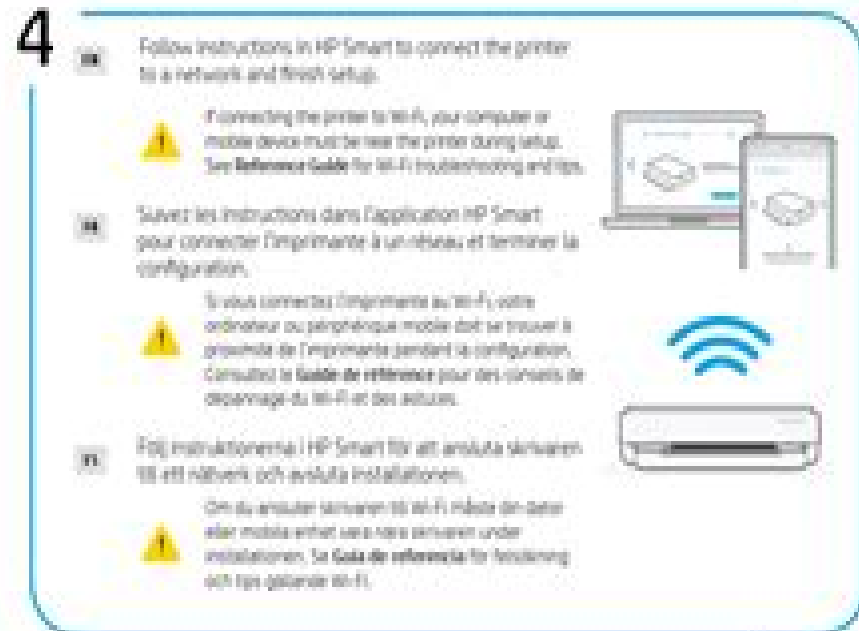 4
Follow instructions in HP Smart to connect the printer
to a network and finish setup.
If connecting the printer to Wi-Fi, your computer or
mobile device must be near the printer during setup.
See Reference Guide for Wi-Fi troubleshooting and tips.
Suivez les instructions dans l'application HP Smart
pour connecter l'imprimante à un réseau et terminer la
configuration.
Si vous connectez l'imprimante au Wi-Fi, votre
ordinateur ou périphérique mobile doit se trouver à
proximité de l'imprimante pendant la configuration.
Consultez le Guide de référence pour des conseils de
dépannage du Wi-Fi et des astuces.
Följ instruktionerna i HP Smart för att ansluta skrivaren
till ett nätverk och avsluta installationen.
Om du ansluter skrivaren till Wi-Fi måste din dator
eller mobila enhet vara nära skrivaren under
installationen. Se Guía de referencia för felsökning
och tips gällande Wi-Fi.